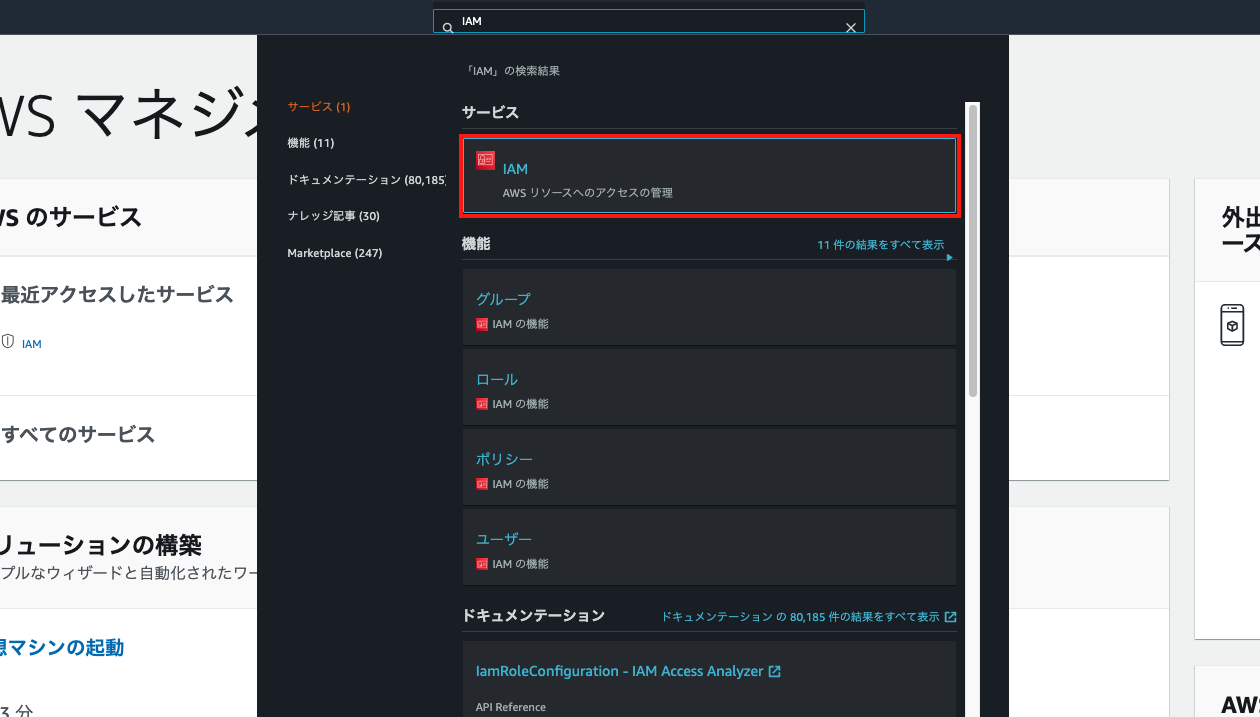 IAM
「IAM」の検索結果
サービス (1)
機能 (11)
ドキュメンテーション (80,185
ナレッジ記事 (30)
Marketplace (247)
サービス
IAM
AWS リソースへのアクセスの管理
機能
11 件の結果をすべて表示
グループ
IAM の機能
ロール
IAM の機能
ポリシー
IAM の機能
ユーザー
IAM の機能
ドキュメンテーション
ドキュメンテーション の 80,185 件の結果をすべて表示
IamRoleConfiguration - IAM Access Analyzer
API Reference
WS マネジメ
WS のサービス
最近アクセスしたサービス
IAM
すべてのサービス
リューションの構築
プルなウィザードと自動化されたワー
想マシンの起動
3 分
外出
ース
AW